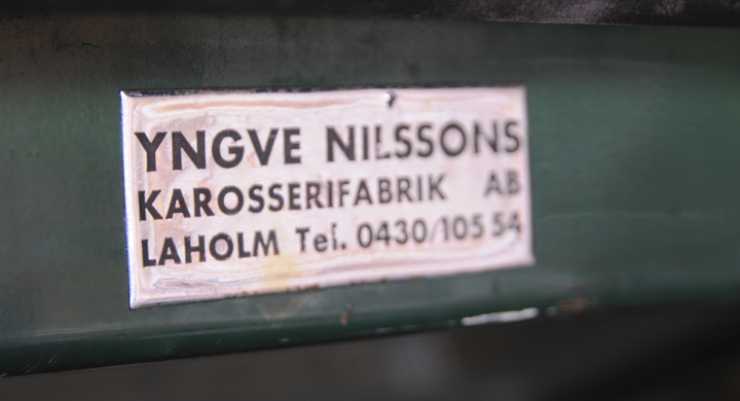 YNGVE NILSSONS
KAROSSERIFABRIK AB
LAHOLM Tel. 0430/105 54